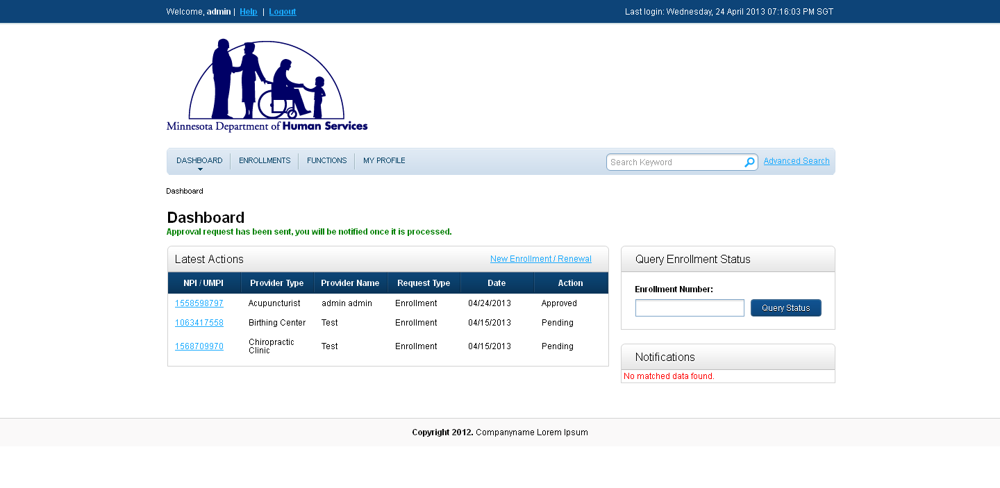 Welcome, admin | Help | Logout
Last login: Wednesday, 24 April 2013 07:16:03 PM SGT
Minnesota Department of Human Services
DASHBOARD ENROLLMENTS FUNCTIONS MY PROFILE
Search Keyword
Advanced Search
Dashboard
Dashboard
Approval request has been sent, you will be notified once it is processed.
Latest Actions
New Enrollment / Renewal
NPI / UMPI Provider Type Provider Name Request Type Date Action
1558598797 Acupuncturist admin admin Enrollment 04/24/2013 Approved
1063417558 Birthing Center Test Enrollment 04/15/2013 Pending
1568709970 Chiropractic Clinic Test Enrollment 04/15/2013 Pending
Query Enrollment Status
Enrollment Number:
Query Status
Notifications
No matched data found.
Copyright 2012. Companyname Lorem Ipsum